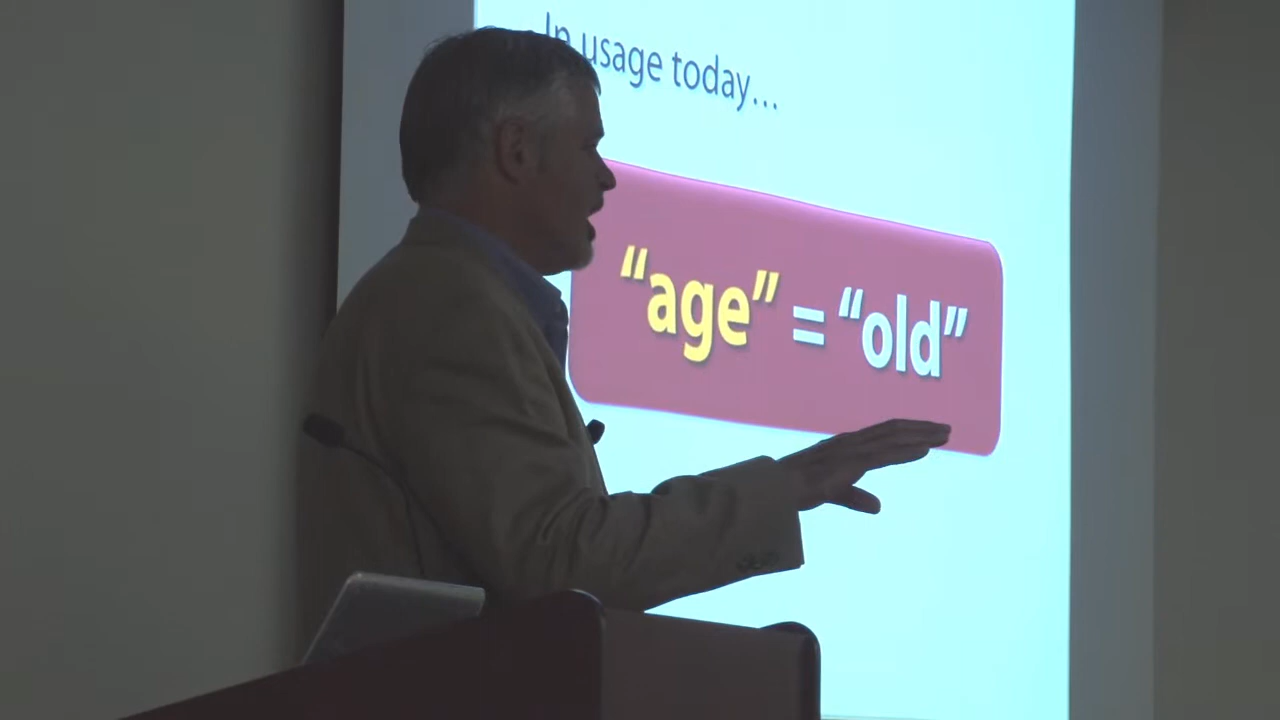 In usage today…
“age” = “old”